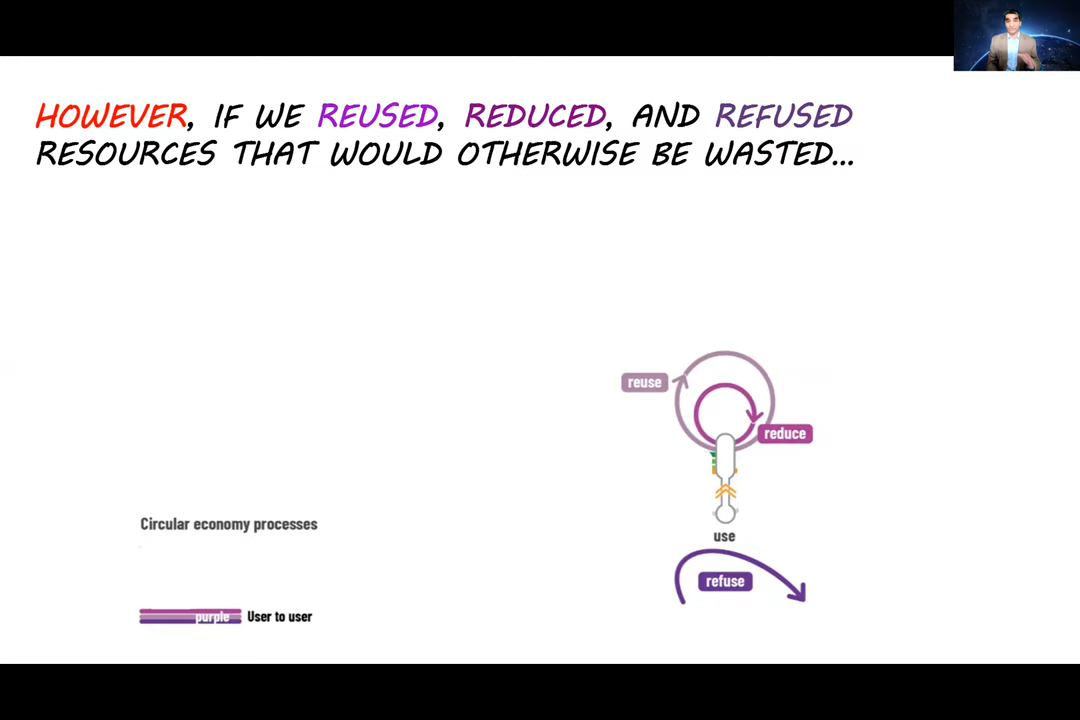 HOWEVER, IF WE REUSED, REDUCED, AND REFUSED
RESOURCES THAT WOULD OTHERWISE BE WASTED...
reuse
reduce
use
refuse
Circular economy processes
purple User to user